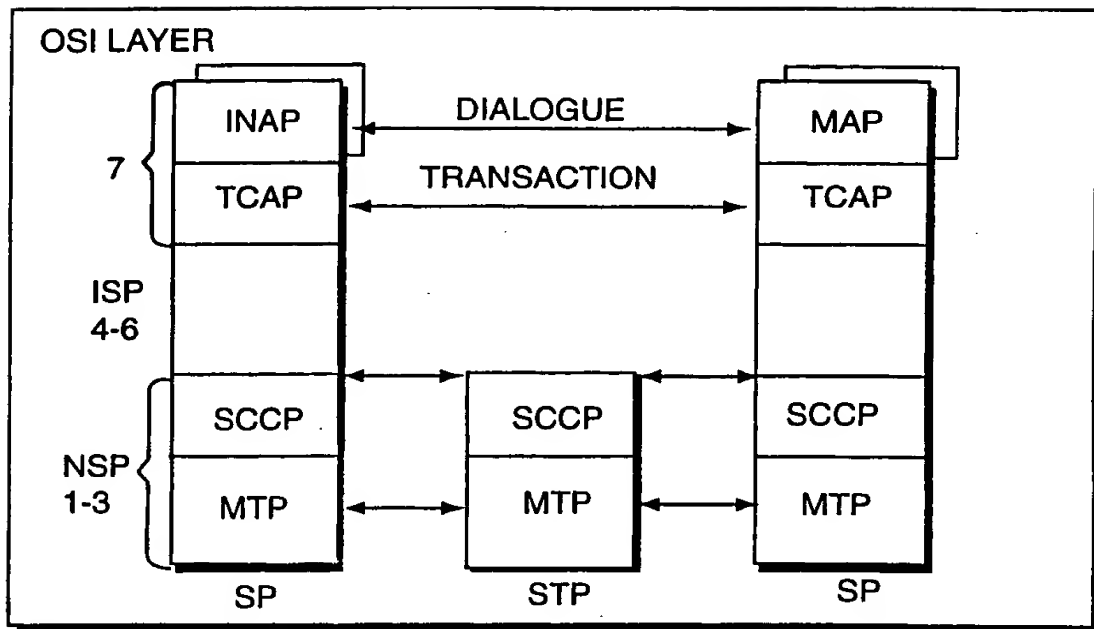 OSI LAYER
INAP
DIALOGUE
MAP
7
TCAP
TRANSACTION
TCAP
ISP
4-6
SCCP
SCCP
SCCP
NSP
1-3
MTP
MTP
MTP
SP
STP
SP